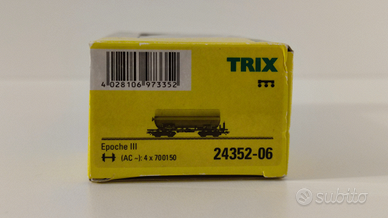 4 028106 973352
TRIX
Epoche III
(AC ~): 4 x 700150
24352-06
subito